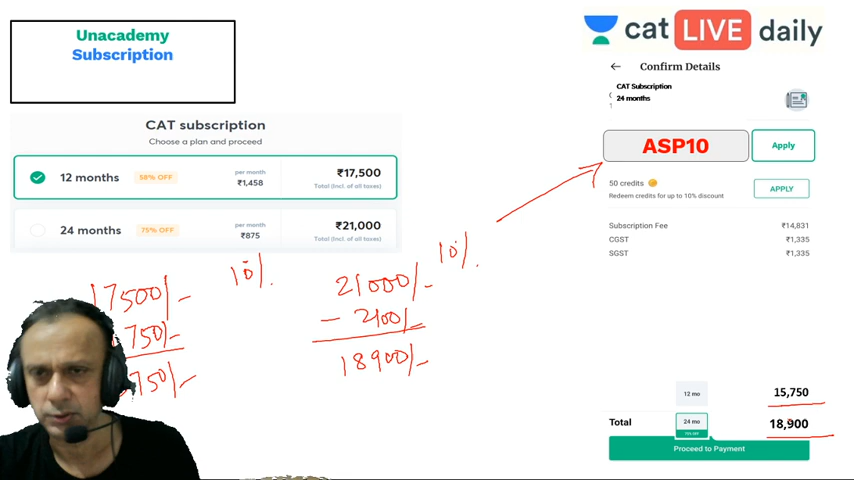 Unacademy
Subscription
cat LIVE daily
CAT subscription
Choose a plan and proceed
12 months 58% OFF per month ₹1,458 ₹17,500 Total (Incl. of all taxes)
24 months 75% OFF per month ₹875 ₹21,000 Total (Incl. of all taxes)
17500/-
750/-
750/-
10%.
21000/-
- 2100/-
18900/-
10%.
← Confirm Details
CAT Subscription
24 months
ASP10 Apply
50 credits APPLY
Redeem credits for up to 10% discount
Subscription Fee ₹14,831
CGST ₹1,335
SGST ₹1,335
12 mo 15,750
Total 24 mo 18,900
75% OFF
Proceed to Payment